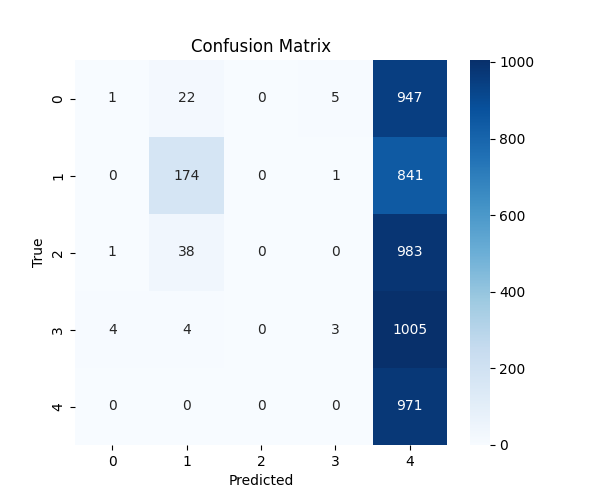 Confusion Matrix
0 1 22 0 5 947
1 0 174 0 1 841
2 1 38 0 0 983
3 4 4 0 3 1005
4 0 0 0 0 971
True
0 1 2 3 4
Predicted
1000
800
600
400
200
0